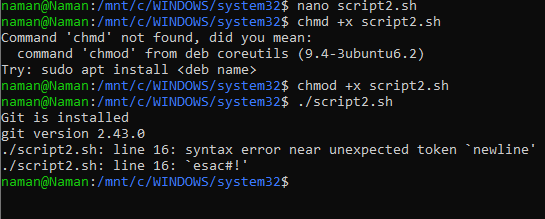 naman@Naman:/mnt/c/WINDOWS/system32$ nano script2.sh
naman@Naman:/mnt/c/WINDOWS/system32$ chmd +x script2.sh
Command 'chmd' not found, did you mean:
  command 'chmod' from deb coreutils (9.4-3ubuntu6.2)
Try: sudo apt install <deb name>
naman@Naman:/mnt/c/WINDOWS/system32$ chmod +x script2.sh
naman@Naman:/mnt/c/WINDOWS/system32$ ./script2.sh
Git is installed
git version 2.43.0
./script2.sh: line 16: syntax error near unexpected token `newline'
./script2.sh: line 16: `esac#!'
naman@Naman:/mnt/c/WINDOWS/system32$